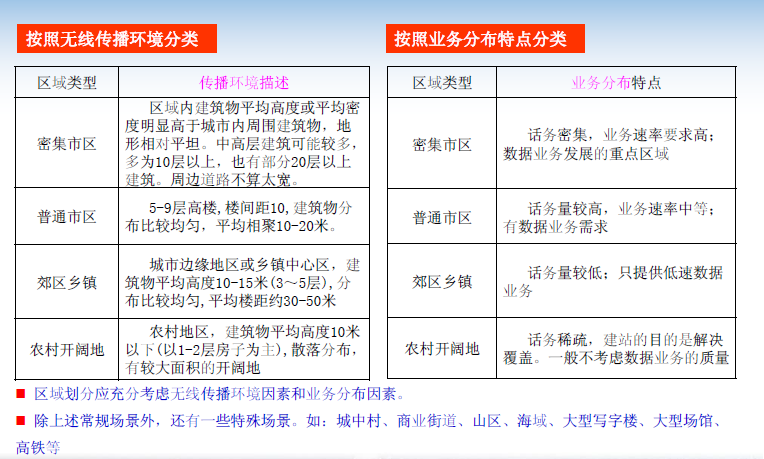 按照无线传播环境分类
区域类型
传播环境描述
密集市区
区域内建筑物平均高度或平均密
度明显高于城市内周围建筑物，地
形相对平坦。中高层建筑可能较多，
多为10层以上，也有部分20层以上
建筑。周边道路不算太宽。
普通市区
5-9层高楼,楼间距10,建筑物分
布比较均匀，平均相聚10-20米。
郊区乡镇
城市边缘地区或乡镇中心区，建
筑物平均高度10-15米(3～5层),分
布比较均匀,平均楼距约30-50米
农村开阔地
农村地区，建筑物平均高度10米
以下(以1-2层房子为主),散落分布，
有较大面积的开阔地
按照业务分布特点分类
区域类型
业务分布特点
密集市区
话务密集，业务速率要求高；
数据业务发展的重点区域
普通市区
话务量较高，业务速率中等；
有数据业务需求
郊区乡镇
话务量较低；只提供低速数据
业务
农村开阔地
话务稀疏，建站的目的是解决
覆盖。一般不考虑数据业务的质量
区域划分应充分考虑无线传播环境因素和业务分布因素。
除上述常规场景外，还有一些特殊场景。如：城中村、商业街道、山区、海域、大型写字楼、大型场馆、
高铁等